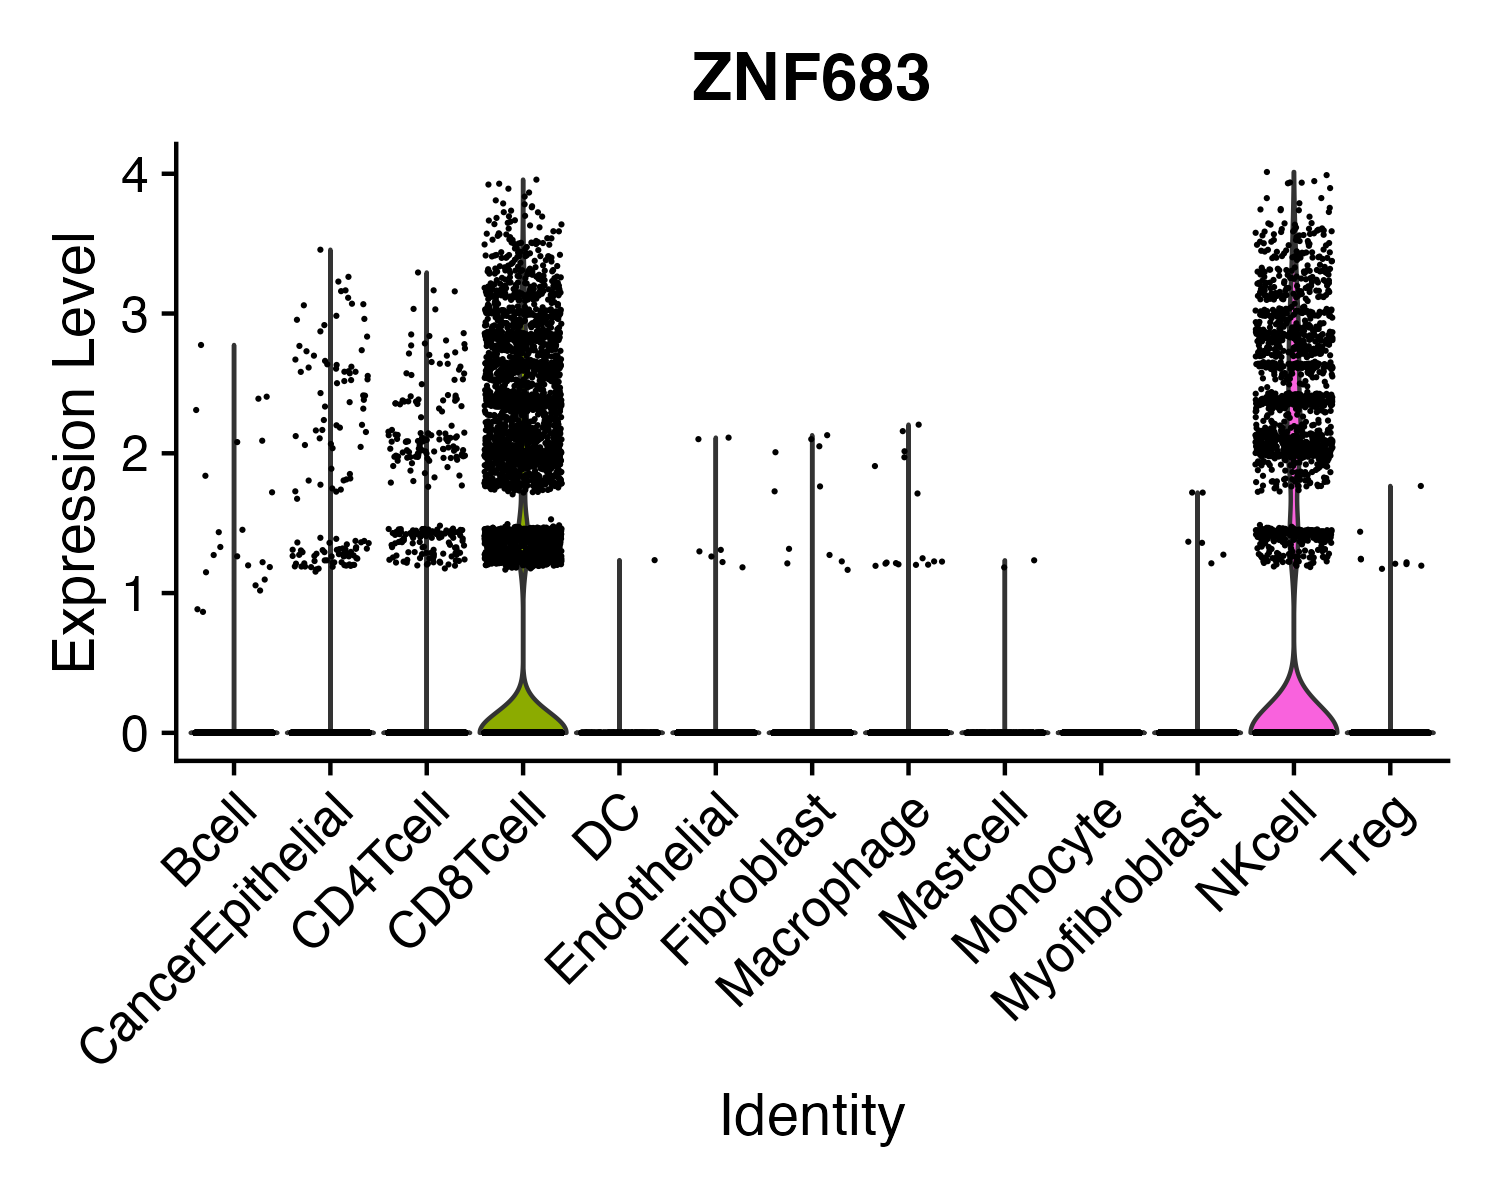 ZNF683
Expression Level
4
3
2
1
0
Bcell
CancerEpithelial
CD4Tcell
CD8Tcell
DC
Endothelial
Fibroblast
Macrophage
Mastcell
Monocyte
Myofibroblast
NKcell
Treg
Identity